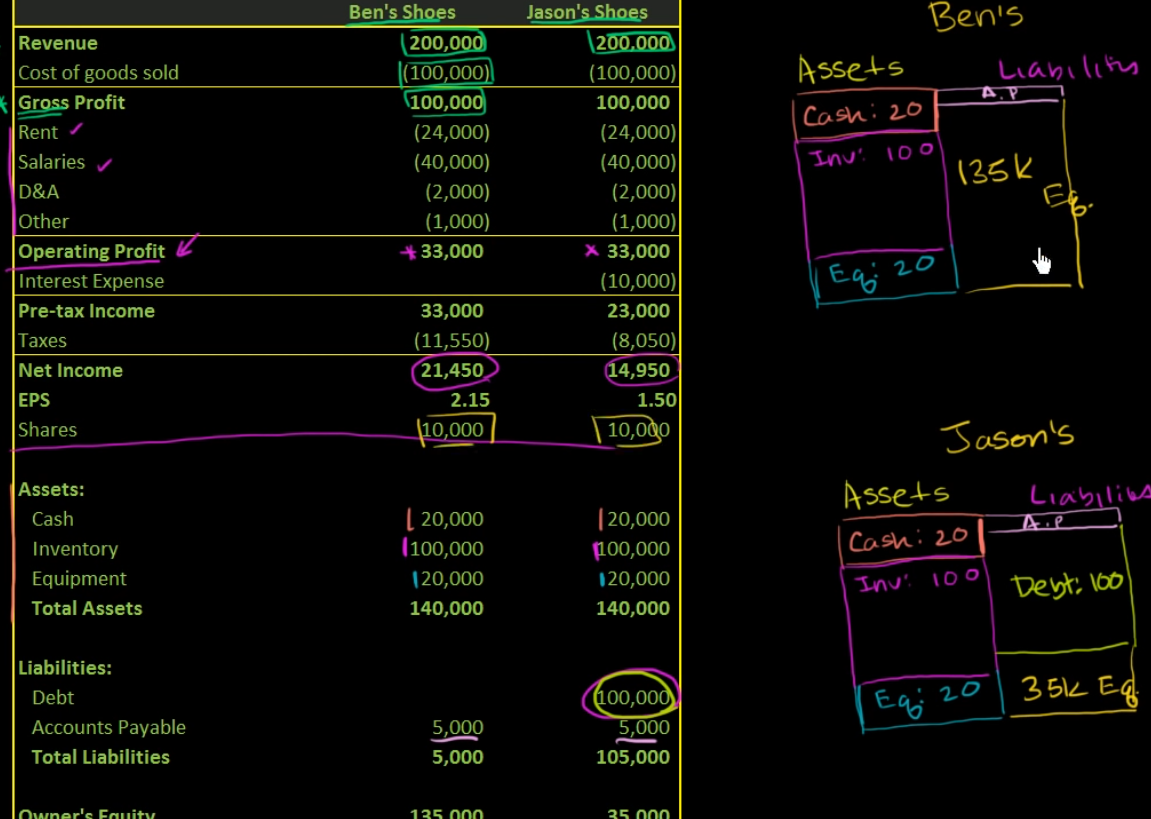 Ben's Shoes Jason's Shoes
Revenue 200,000 200,000
Cost of goods sold (100,000) (100,000)
Gross Profit 100,000 100,000
Rent (24,000) (24,000)
Salaries (40,000) (40,000)
D&A (2,000) (2,000)
Other (1,000) (1,000)
Operating Profit 33,000 33,000
Interest Expense (10,000)
Pre-tax Income 33,000 23,000
Taxes (11,550) (8,050)
Net Income 21,450 14,950
EPS 2.15 1.50
Shares 10,000 10,000
Assets:
Cash 20,000 20,000
Inventory 100,000 100,000
Equipment 20,000 20,000
Total Assets 140,000 140,000
Liabilities:
Debt 100,000
Accounts Payable 5,000 5,000
Total Liabilities 5,000 105,000
Owner's Equity 135,000 35,000
Ben's
Assets
A.P
Cash: 20
Inv: 100
135K
Eq.
Eq: 20
Jason's
Assets
A.P
Cash: 20
Inv: 100
Debt: 100
Eq: 20
35K Eq.